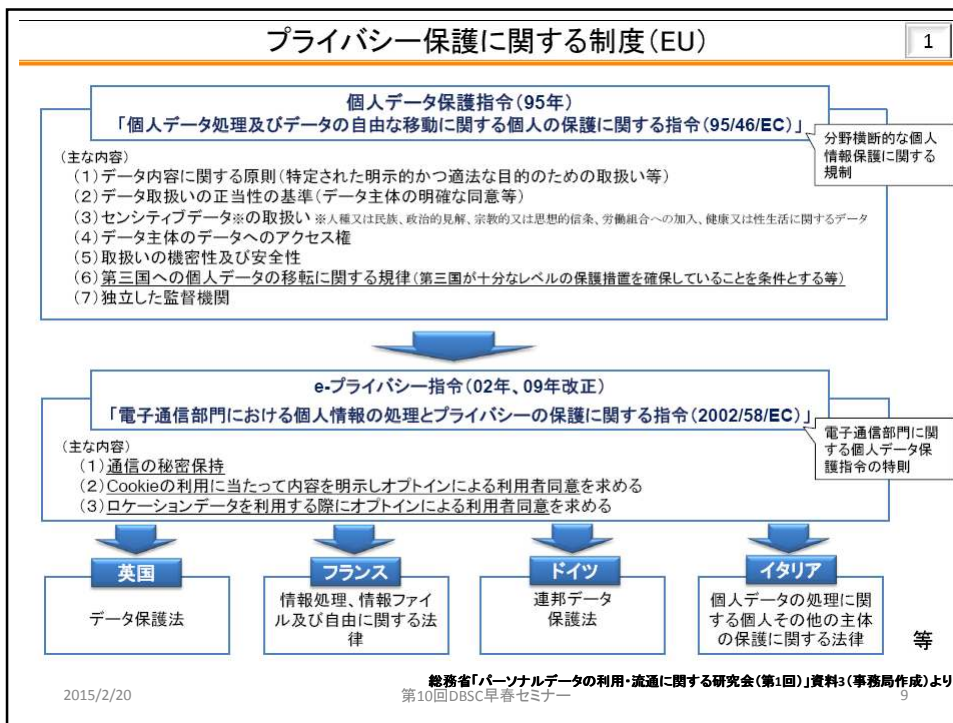 プライバシー保護に関する制度(EU)
1
個人データ保護指令(95年)
「個人データ処理及びデータの自由な移動に関する個人の保護に関する指令(95/46/EC)」
分野横断的な個人
情報保護に関する
規制
(主な内容)
(1)データ内容に関する原則(特定された明示的かつ適法な目的のための取扱い等)
(2)データ取扱いの正当性の基準(データ主体の明確な同意等)
(3)センシティブデータ※の取扱い ※人種又は民族、政治的見解、宗教的又は思想的信条、労働組合への加入、健康又は性生活に関するデータ
(4)データ主体のデータへのアクセス権
(5)取扱いの機密性及び安全性
(6)第三国への個人データの移転に関する規律(第三国が十分なレベルの保護措置を確保していることを条件とする等)
(7)独立した監督機関
e-プライバシー指令(02年、09年改正)
「電子通信部門における個人情報の処理とプライバシーの保護に関する指令(2002/58/EC)」
電子通信部門に関
する個人データ保
護指令の特則
(主な内容)
(1)通信の秘密保持
(2)Cookieの利用に当たって内容を明示しオプトインによる利用者同意を求める
(3)ロケーションデータを利用する際にオプトインによる利用者同意を求める
英国
データ保護法
フランス
情報処理、情報ファイ
ル及び自由に関する法
律
ドイツ
連邦データ
保護法
イタリア
個人データの処理に関
する個人その他の主体
の保護に関する法律
等
総務省「パーソナルデータの利用・流通に関する研究会(第1回)」資料3(事務局作成)より
2015/2/20
第10回DBSC早春セミナー
9